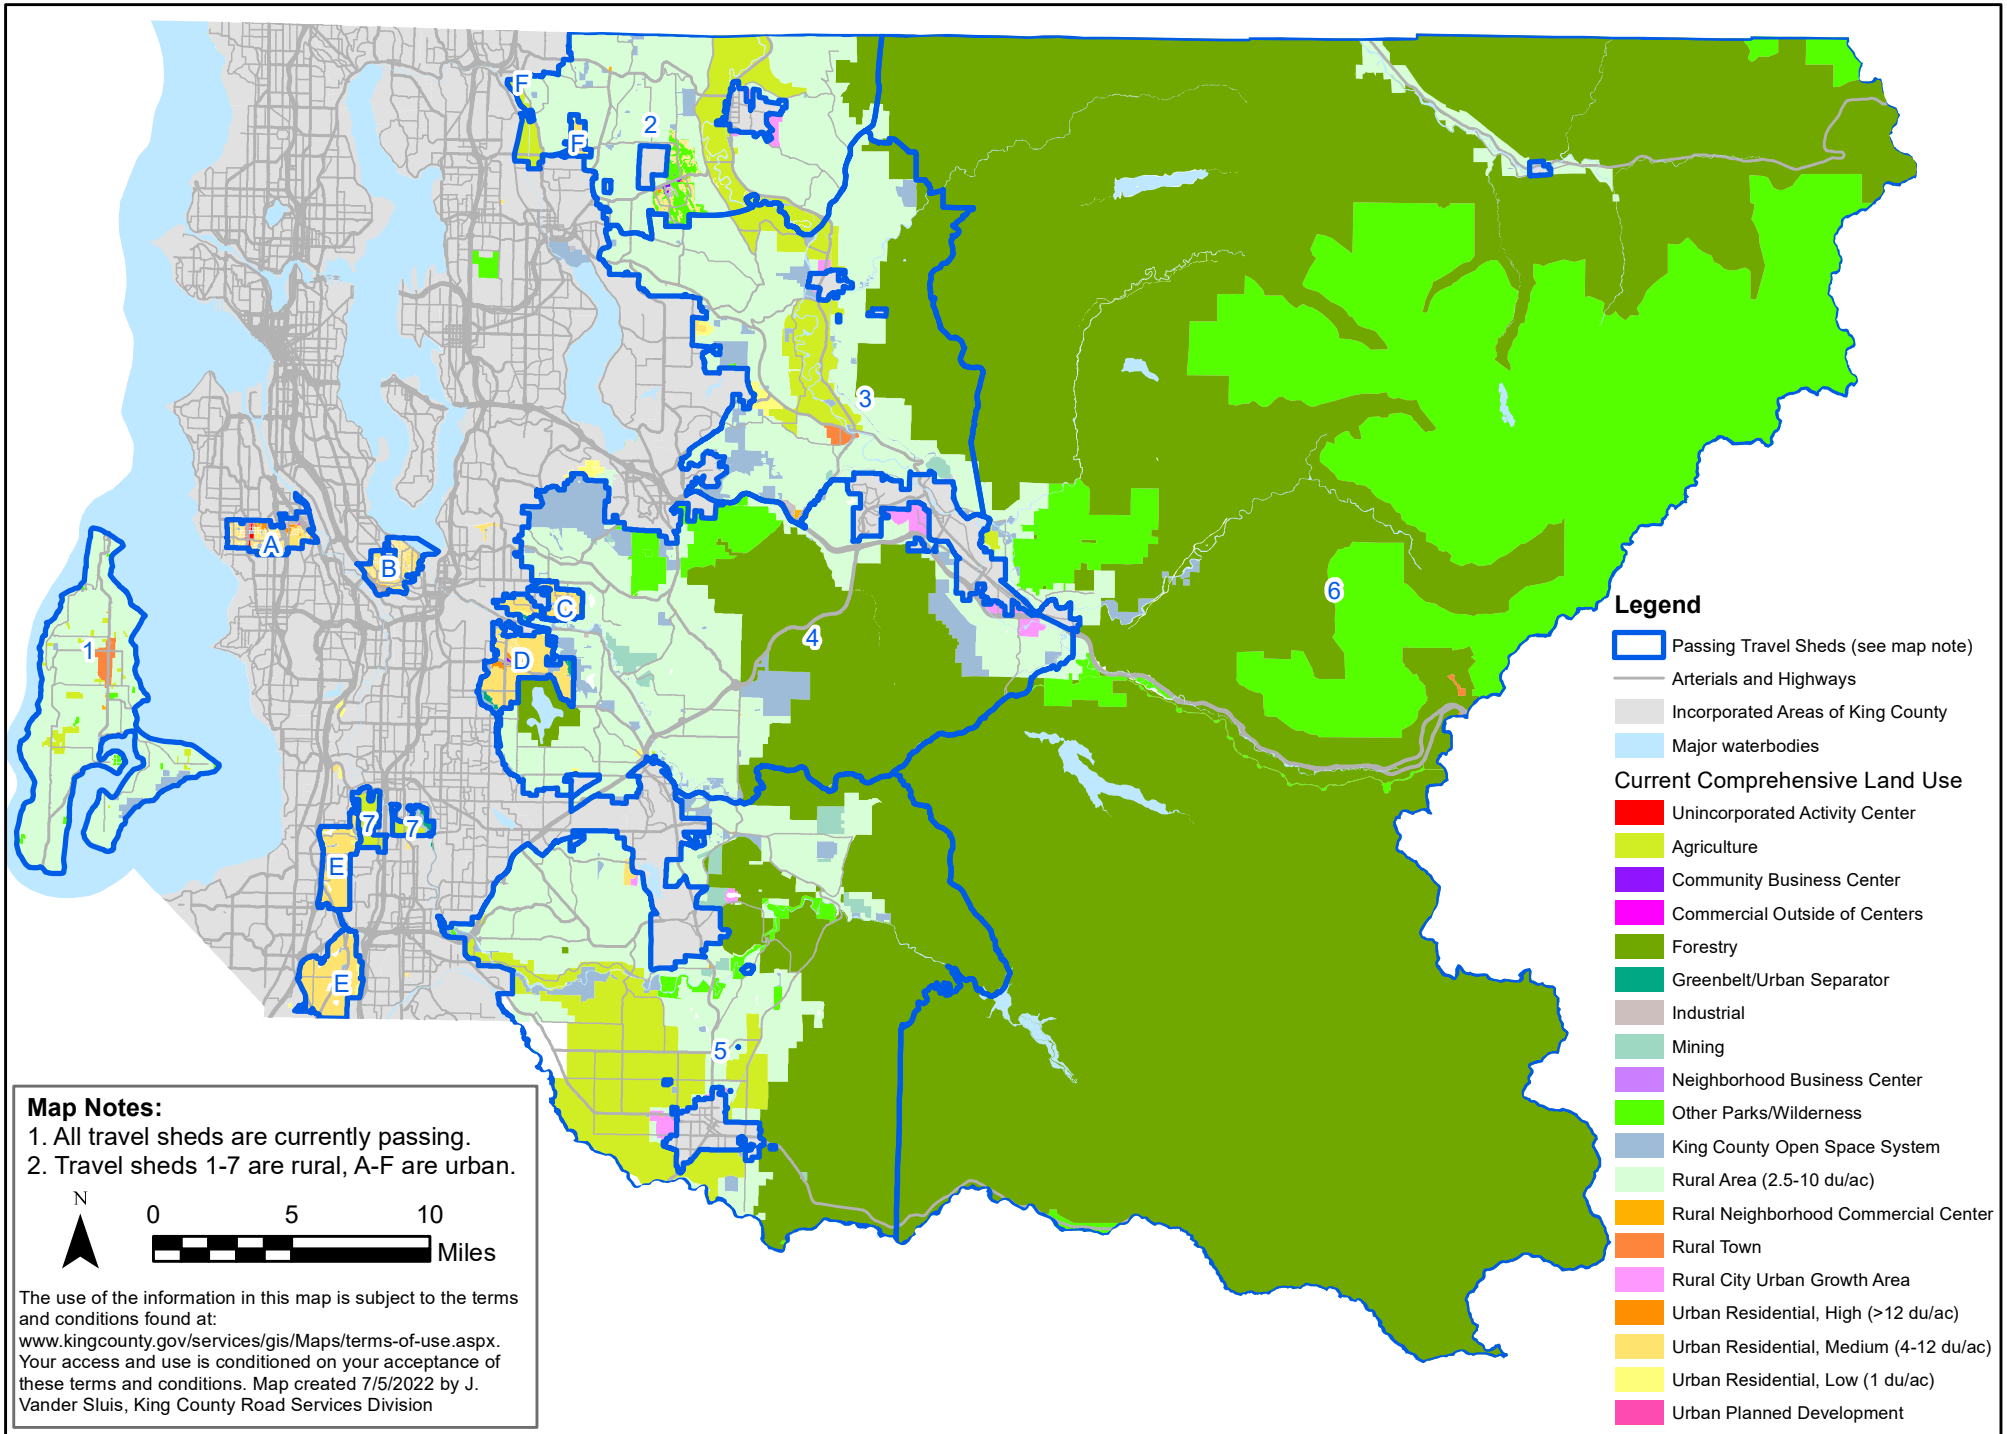 F
F
2
3
A
B
C
1
D
4
6
7
7
E
E
5
Legend
Passing Travel Sheds (see map note)
Arterials and Highways
Incorporated Areas of King County
Major waterbodies
Current Comprehensive Land Use
Unincorporated Activity Center
Agriculture
Community Business Center
Commercial Outside of Centers
Forestry
Greenbelt/Urban Separator
Industrial
Mining
Neighborhood Business Center
Other Parks/Wilderness
King County Open Space System
Rural Area (2.5-10 du/ac)
Rural Neighborhood Commercial Center
Rural Town
Rural City Urban Growth Area
Urban Residential, High (>12 du/ac)
Urban Residential, Medium (4-12 du/ac)
Urban Residential, Low (1 du/ac)
Urban Planned Development
Map Notes:
1. All travel sheds are currently passing.
2. Travel sheds 1-7 are rural, A-F are urban.
N
0 5 10
Miles
The use of the information in this map is subject to the terms
and conditions found at:
www.kingcounty.gov/services/gis/Maps/terms-of-use.aspx.
Your access and use is conditioned on your acceptance of
these terms and conditions. Map created 7/5/2022 by J.
Vander Sluis, King County Road Services Division